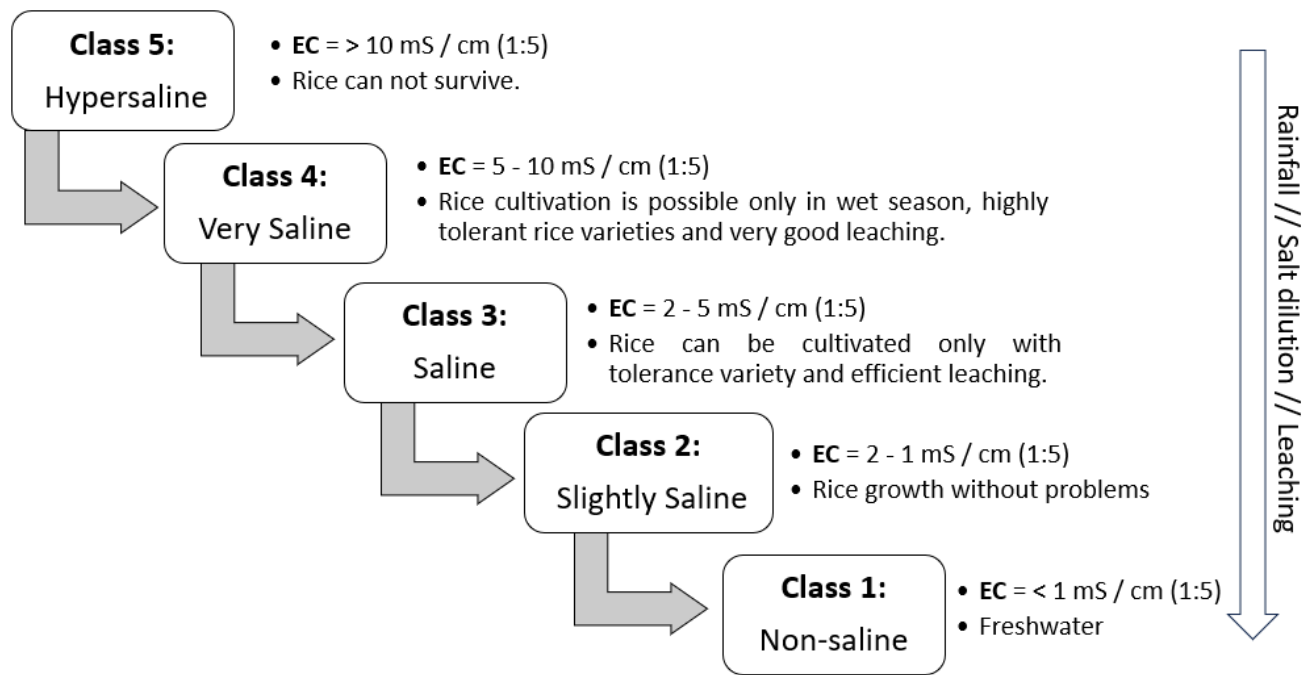 Class 5:
Hypersaline
• EC = > 10 mS / cm (1:5)
• Rice can not survive.
Class 4:
Very Saline
• EC = 5 - 10 mS / cm (1:5)
• Rice cultivation is possible only in wet season, highly
tolerant rice varieties and very good leaching.
Class 3:
Saline
• EC = 2 - 5 mS / cm (1:5)
• Rice can be cultivated only with
tolerance variety and efficient leaching.
Class 2:
Slightly Saline
• EC = 2 - 1 mS / cm (1:5)
• Rice growth without problems
Class 1:
Non-saline
• EC = < 1 mS / cm (1:5)
• Freshwater
Rainfall // Salt dilution // Leaching